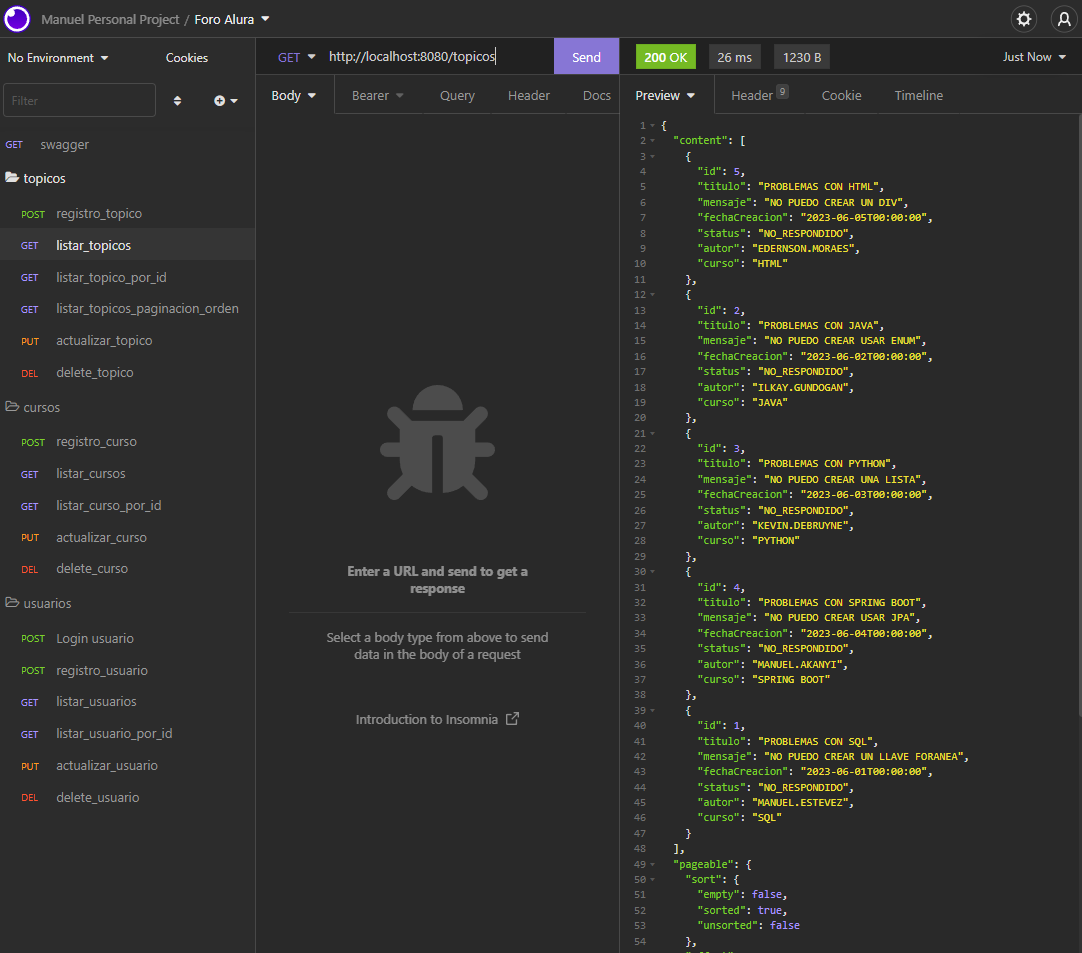 Manuel Personal Project / Foro Alura
No Environment
Cookies
Filter
GET swagger
topicos
POST registro_topico
GET listar_topicos
GET listar_topico_por_id
GET listar_topicos_paginacion_orden
PUT actualizar_topico
DEL delete_topico
cursos
POST registro_curso
GET listar_cursos
GET listar_curso_por_id
PUT actualizar_curso
DEL delete_curso
usuarios
POST Login usuario
POST registro_usuario
GET listar_usuarios
GET listar_usuario_por_id
PUT actualizar_usuario
DEL delete_usuario
GET http://localhost:8080/topicos Send
Body Bearer Query Header Docs
Enter a URL and send to get a
response
Select a body type from above to send
data in the body of a request
Introduction to Insomnia
200 OK 26 ms 1230 B Just Now
Preview Header 9 Cookie Timeline
1 {
2 "content": [
3 {
4 "id": 5,
5 "titulo": "PROBLEMAS CON HTML",
6 "mensaje": "NO PUEDO CREAR UN DIV",
7 "fechaCreacion": "2023-06-05T00:00:00",
8 "status": "NO_RESPONDIDO",
9 "autor": "EDERNSON.MORAES",
10 "curso": "HTML"
11 },
12 {
13 "id": 2,
14 "titulo": "PROBLEMAS CON JAVA",
15 "mensaje": "NO PUEDO CREAR USAR ENUM",
16 "fechaCreacion": "2023-06-02T00:00:00",
17 "status": "NO_RESPONDIDO",
18 "autor": "ILKAY.GUNDOGAN",
19 "curso": "JAVA"
20 },
21 {
22 "id": 3,
23 "titulo": "PROBLEMAS CON PYTHON",
24 "mensaje": "NO PUEDO CREAR UNA LISTA",
25 "fechaCreacion": "2023-06-03T00:00:00",
26 "status": "NO_RESPONDIDO",
27 "autor": "KEVIN.DEBRUYNE",
28 "curso": "PYTHON"
29 },
30 {
31 "id": 4,
32 "titulo": "PROBLEMAS CON SPRING BOOT",
33 "mensaje": "NO PUEDO CREAR USAR JPA",
34 "fechaCreacion": "2023-06-04T00:00:00",
35 "status": "NO_RESPONDIDO",
36 "autor": "MANUEL.AKANYI",
37 "curso": "SPRING BOOT"
38 },
39 {
40 "id": 1,
41 "titulo": "PROBLEMAS CON SQL",
42 "mensaje": "NO PUEDO CREAR UN LLAVE FORANEA",
43 "fechaCreacion": "2023-06-01T00:00:00",
44 "status": "NO_RESPONDIDO",
45 "autor": "MANUEL.ESTEVEZ",
46 "curso": "SQL"
47 }
48 ],
49 "pageable": {
50 "sort": {
51 "empty": false,
52 "sorted": true,
53 "unsorted": false
54 },